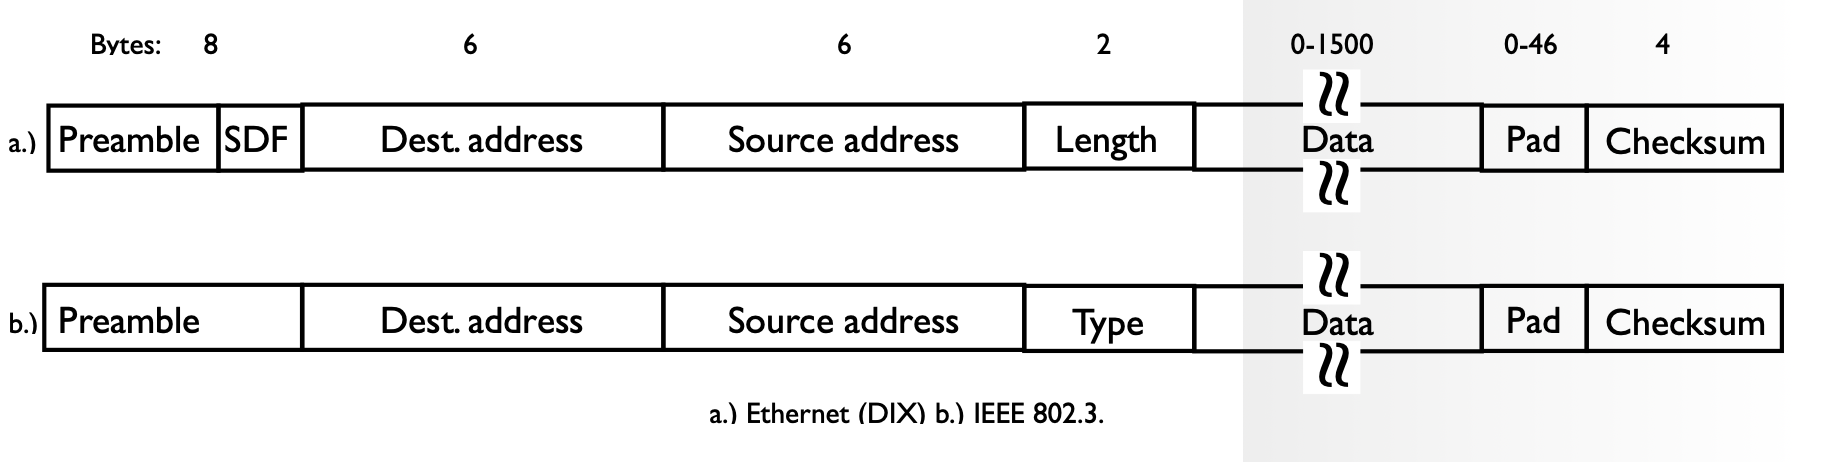 Bytes: 8 6 6 2 0-1500 0-46 4
a.) Preamble SDF Dest. address Source address Length Data Pad Checksum
b.) Preamble Dest. address Source address Type Data Pad Checksum
a.) Ethernet (DIX) b.) IEEE 802.3.